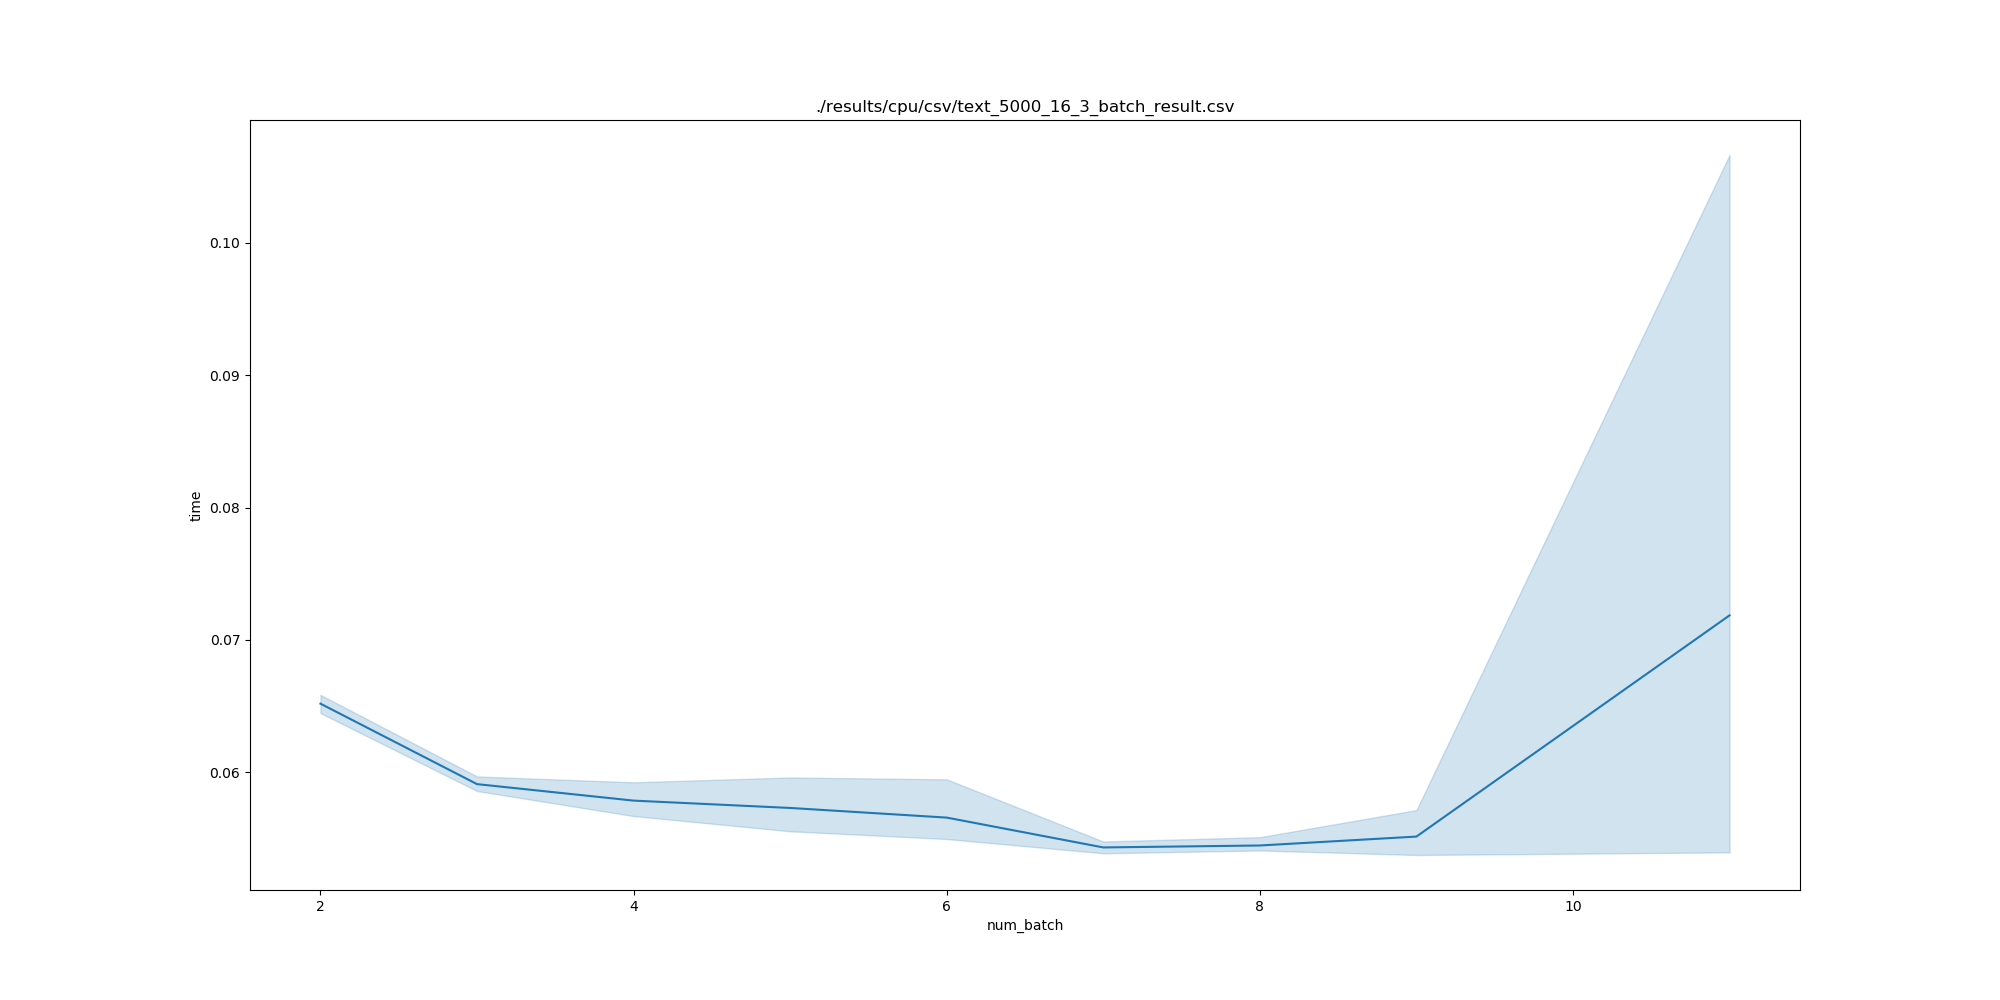 ./results/cpu/csv/text_5000_16_3_batch_result.csv
0.10
0.09
0.08
0.07
0.06
time
2 4 6 8 10
num_batch